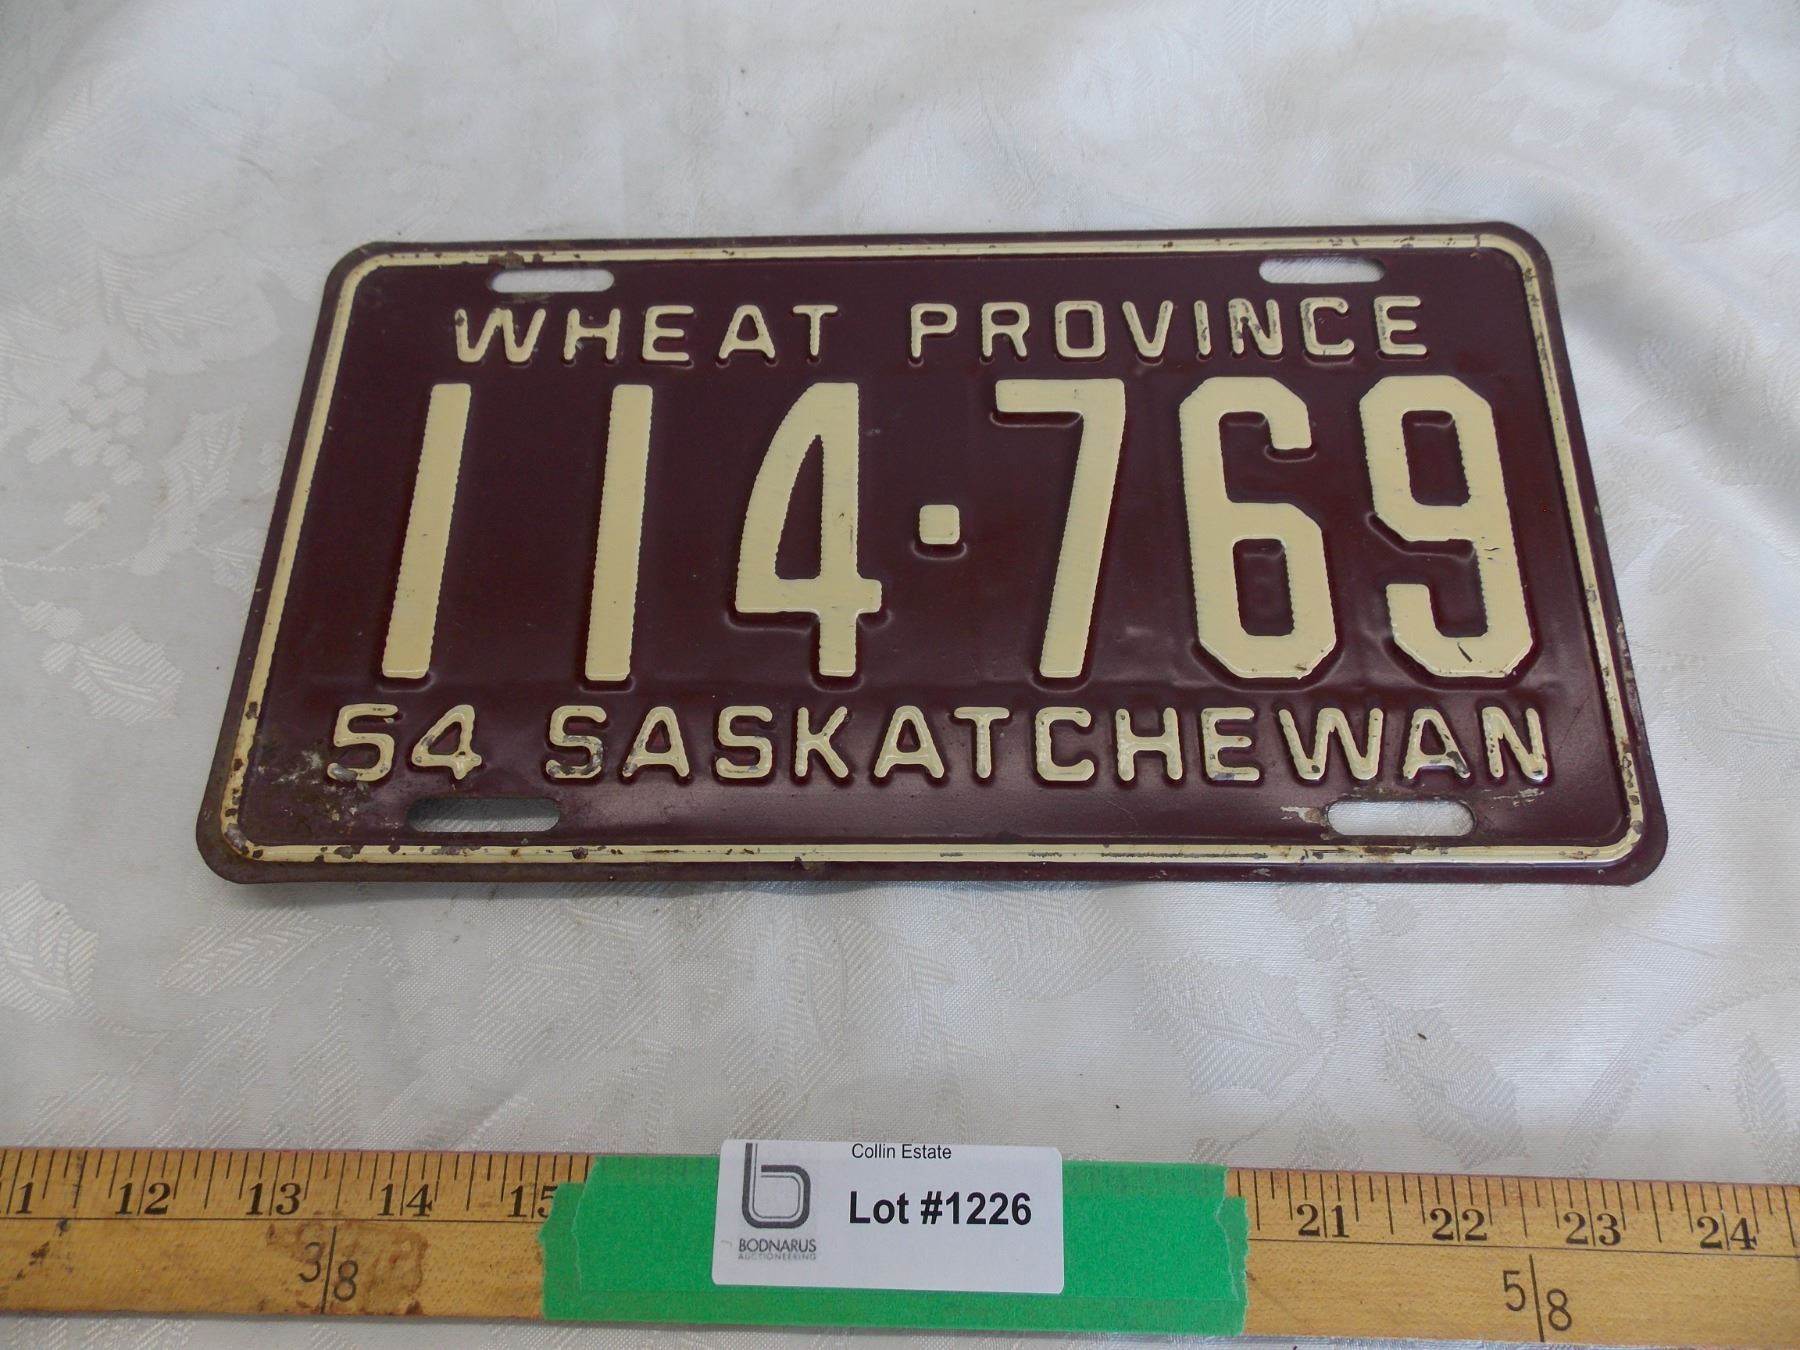 WHEAT PROVINCE
114·769
54 SASKATCHEWAN
Collin Estate
Lot #1226
b
BODNARUS
AUCTIONEERING
11 12 13 14 15 21 22 23 24
3/8 5/8